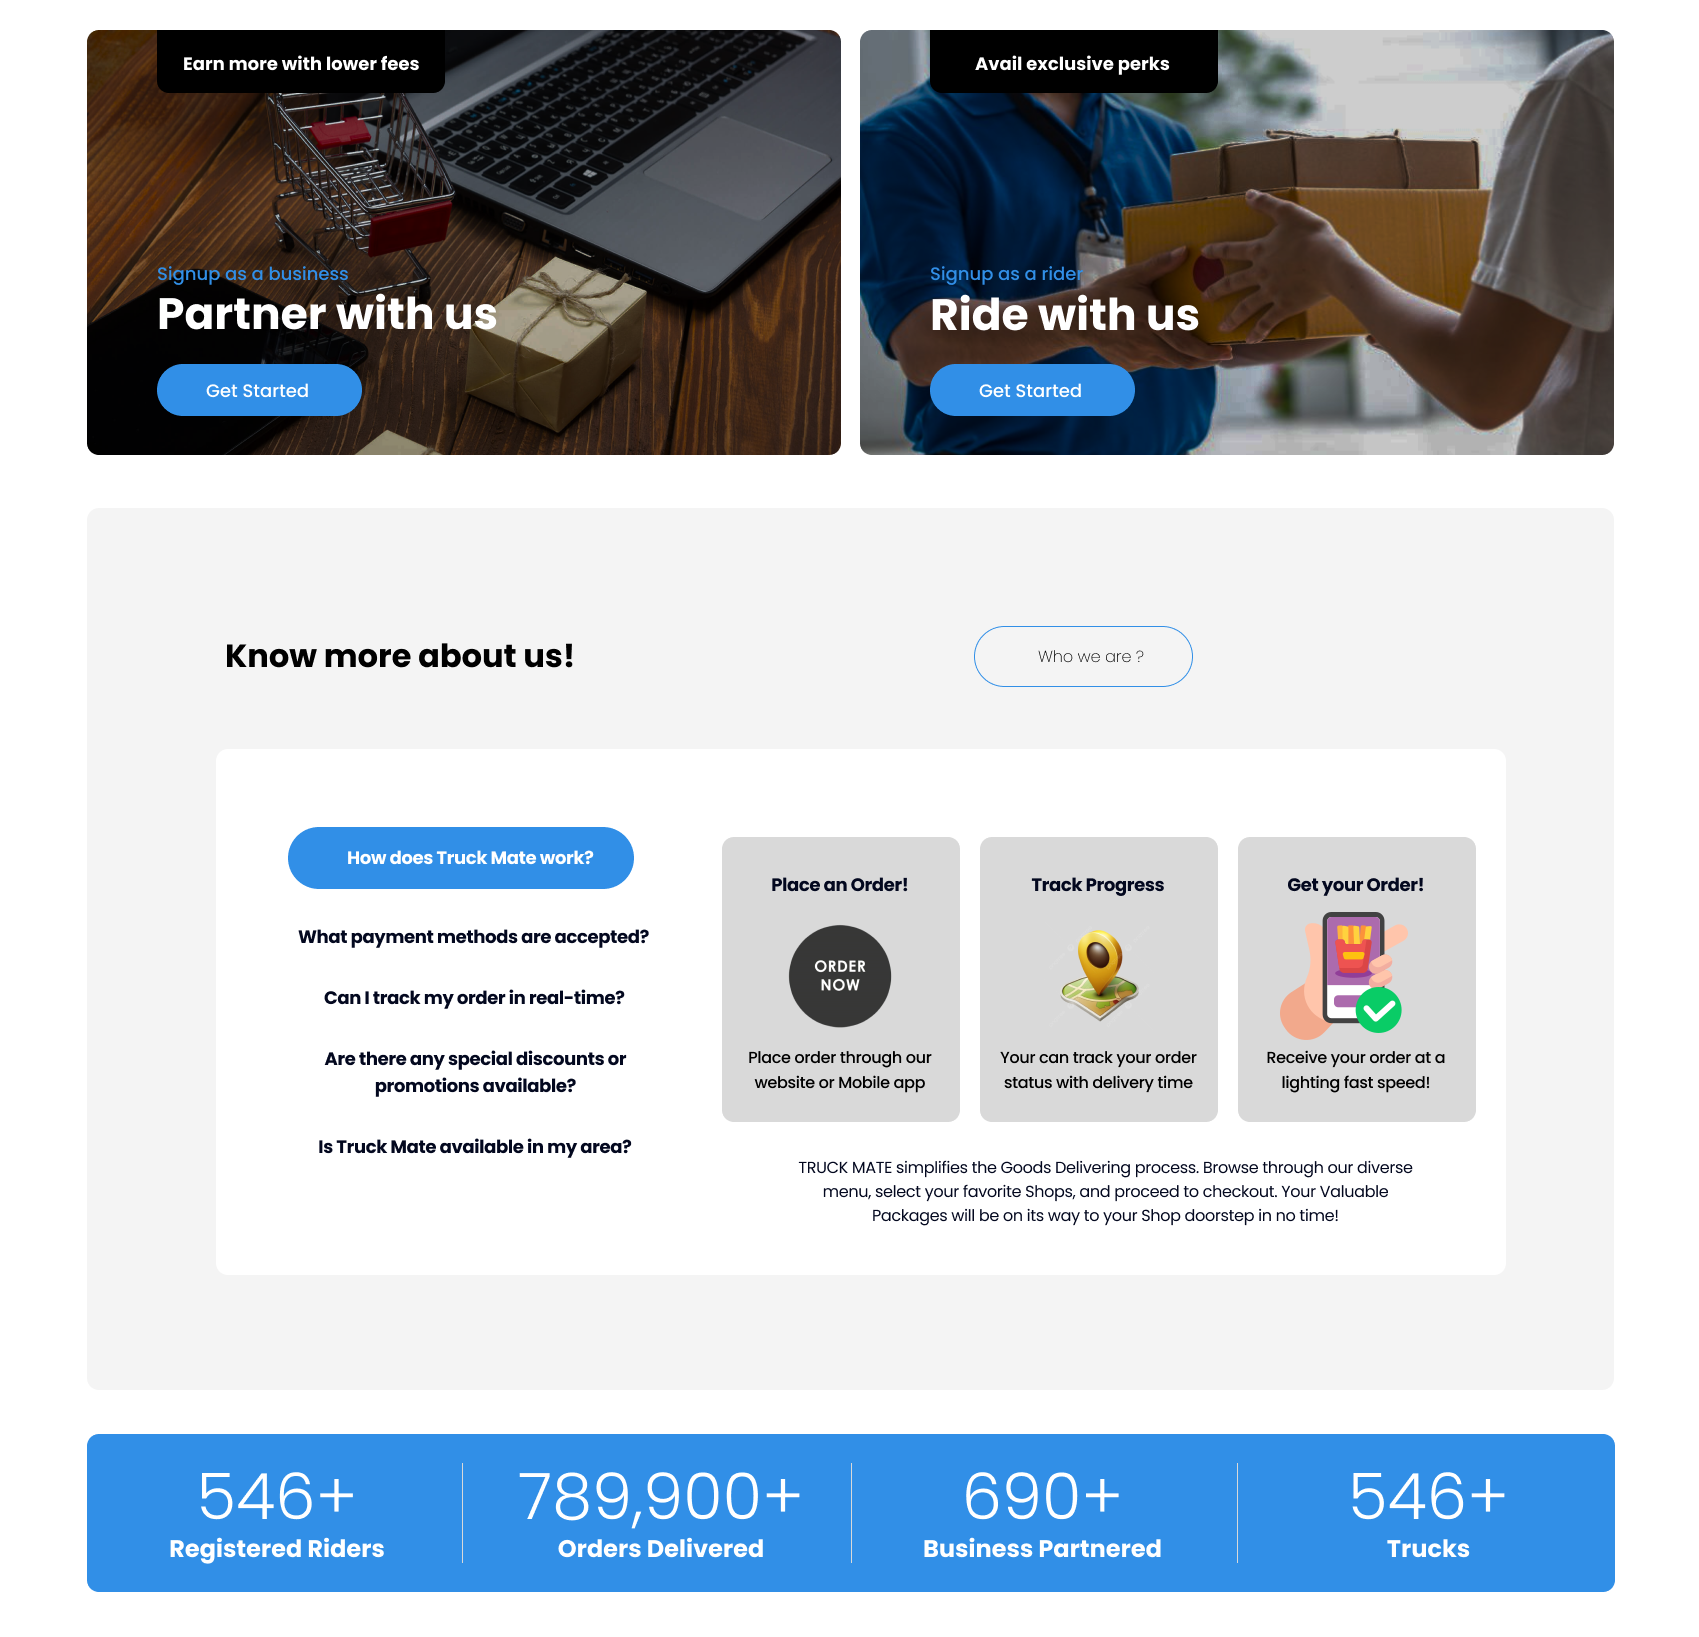 Earn more with lower fees
Signup as a business
Partner with us
Get Started
Avail exclusive perks
Signup as a rider
Ride with us
Get Started
Know more about us!
Who we are ?
How does Truck Mate work?
What payment methods are accepted?
Can I track my order in real-time?
Are there any special discounts or
promotions available?
Is Truck Mate available in my area?
Place an Order!
ORDER
NOW
Place order through our
website or Mobile app
Track Progress
Your can track your order
status with delivery time
Get your Order!
Receive your order at a
lighting fast speed!
TRUCK MATE simplifies the Goods Delivering process. Browse through our diverse
menu, select your favorite Shops, and proceed to checkout. Your Valuable
Packages will be on its way to your Shop doorstep in no time!
546+
Registered Riders
789,900+
Orders Delivered
690+
Business Partnered
546+
Trucks